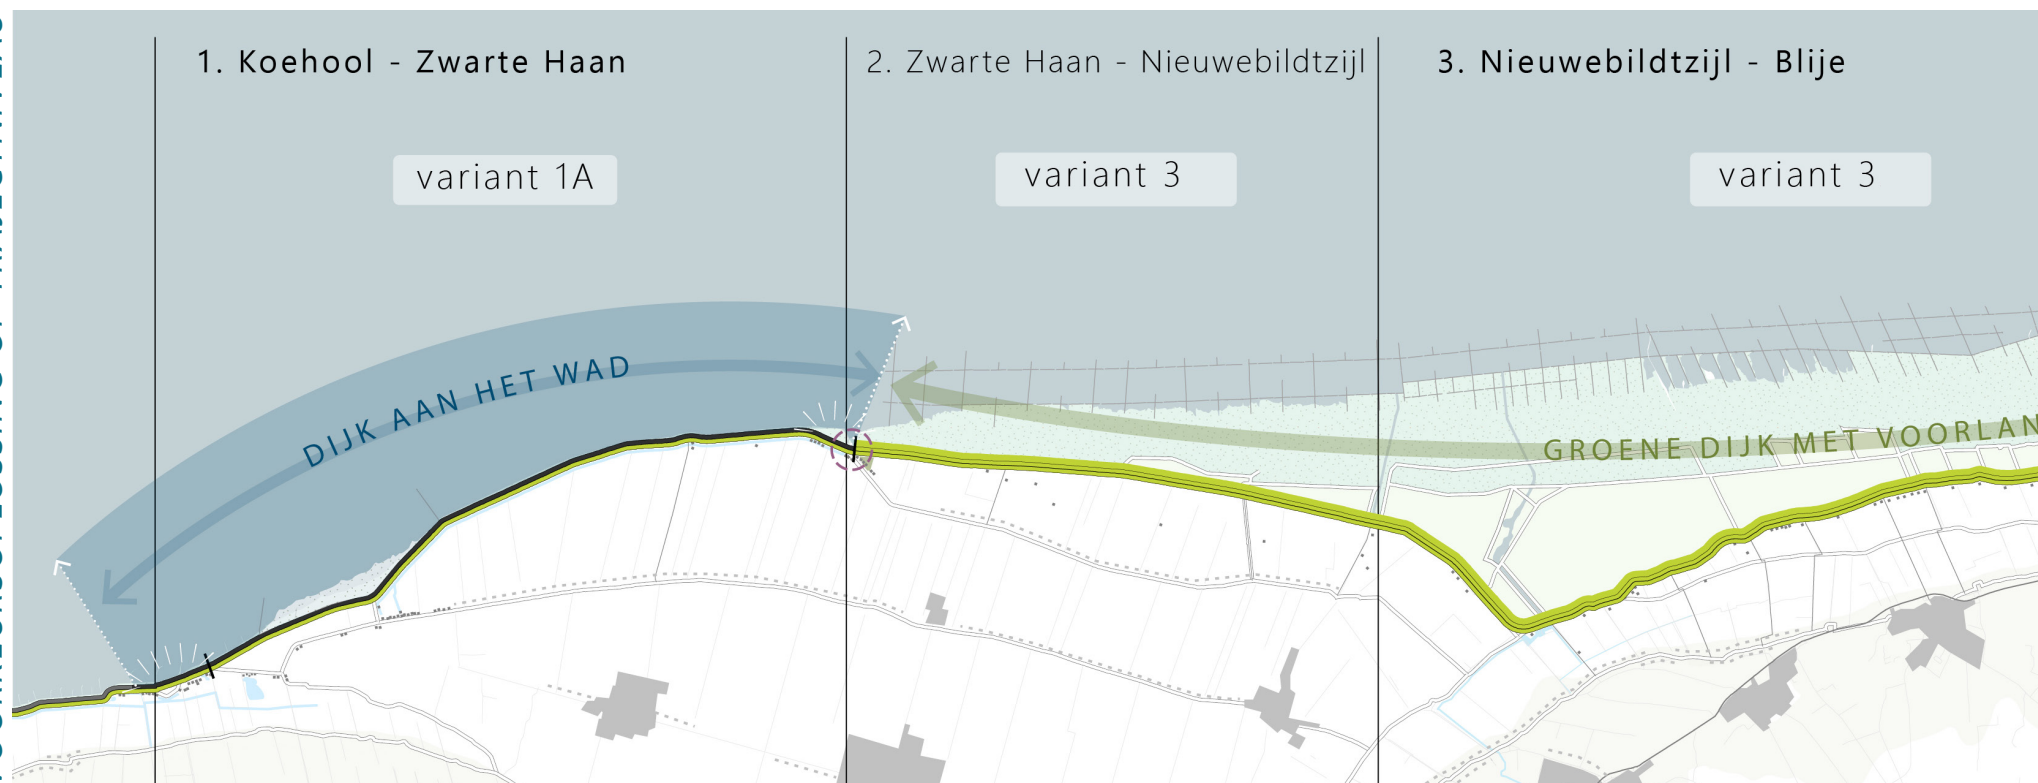 1. Koehool - Zwarte Haan
2. Zwarte Haan - Nieuwebildtzijl
3. Nieuwebildtzijl - Blije
variant 1A
variant 3
variant 3
DIJK AAN HET WAD
GROENE DIJK MET VOORLAN